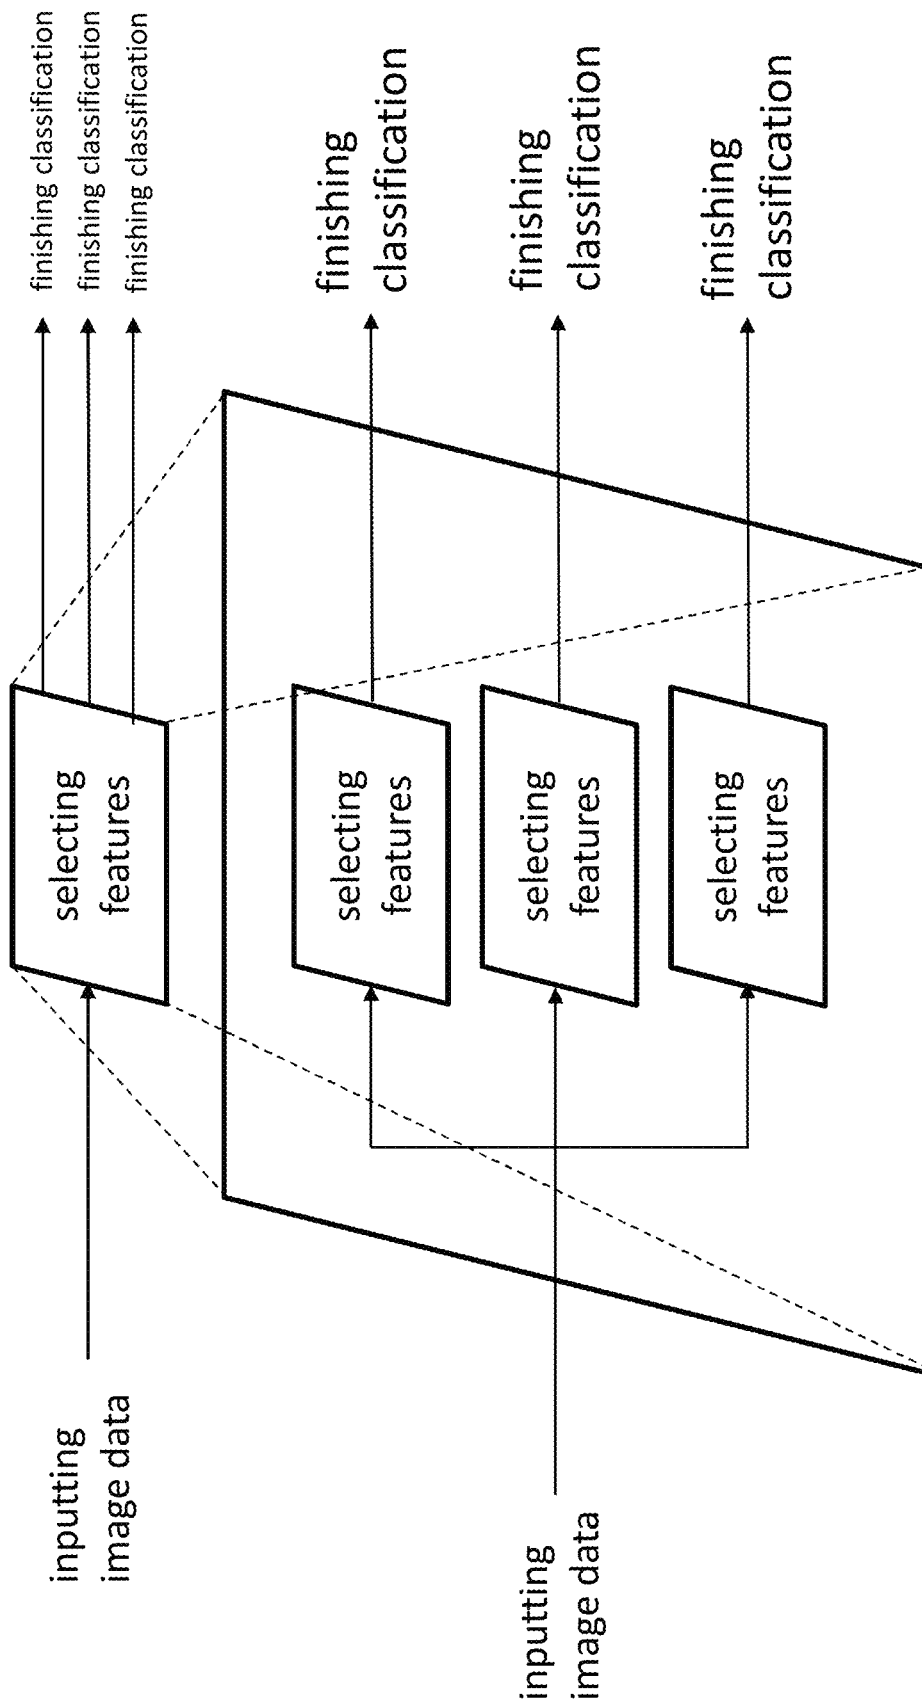 inputting
image data
selecting
features
finishing classification
finishing classification
finishing classification
inputting
image data
selecting
features
selecting
features
selecting
features
finishing
classification
finishing
classification
finishing
classification